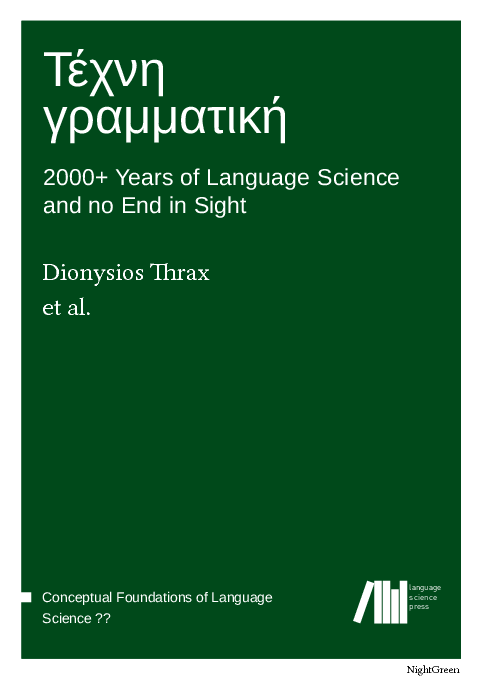 Τέχνη
γραμματική
2000+ Years of Language Science
and no End in Sight
Dionysios Thrax
et al.
Conceptual Foundations of Language
Science ??
language
science
press
NightGreen